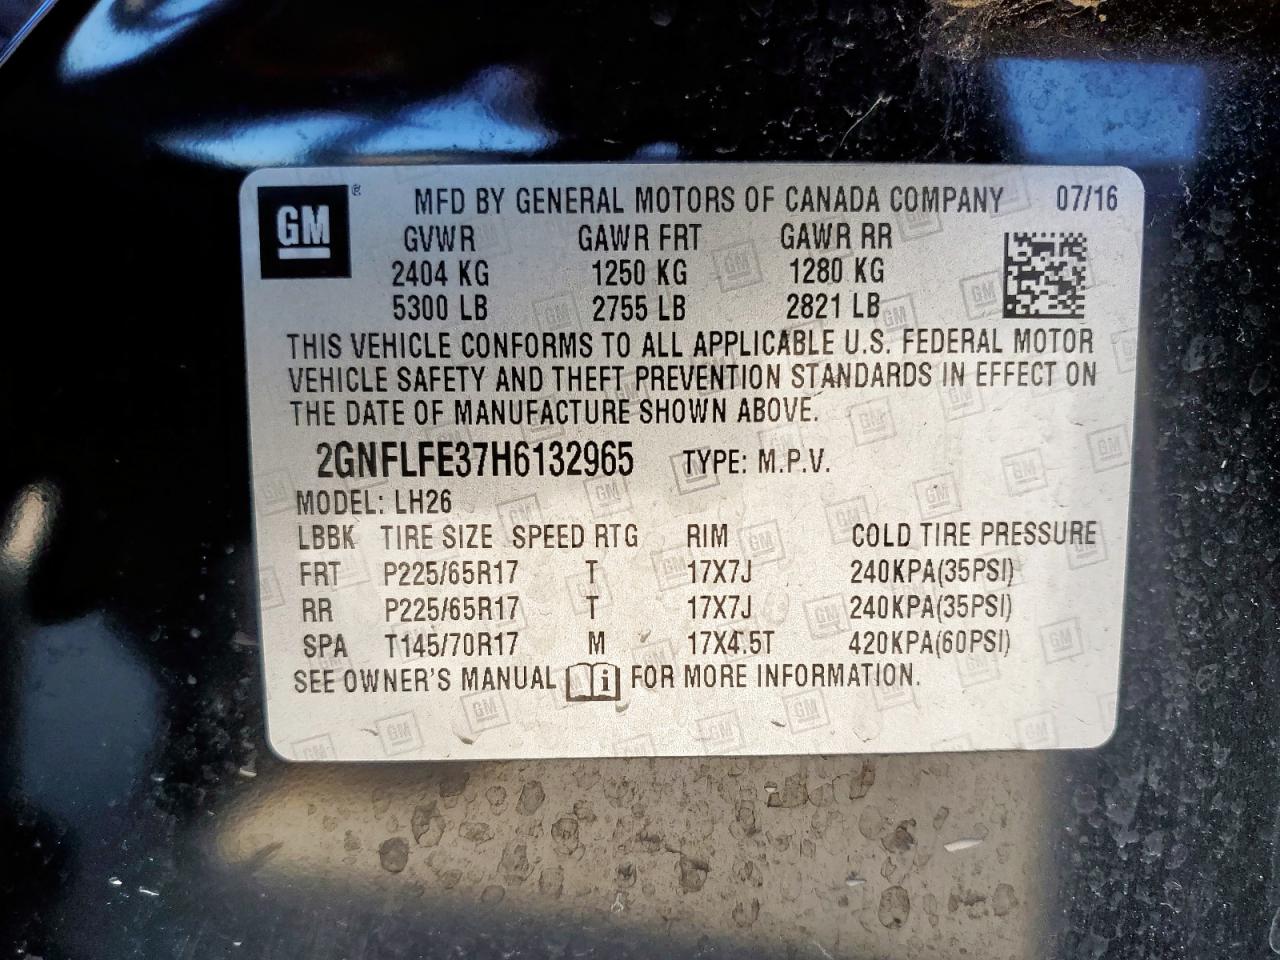 GM ® MFD BY GENERAL MOTORS OF CANADA COMPANY 07/16
GVWR GAWR FRT GAWR RR
2404 KG 1250 KG 1280 KG
5300 LB 2755 LB 2821 LB
THIS VEHICLE CONFORMS TO ALL APPLICABLE U.S. FEDERAL MOTOR
VEHICLE SAFETY AND THEFT PREVENTION STANDARDS IN EFFECT ON
THE DATE OF MANUFACTURE SHOWN ABOVE.
2GNFLFE37H6132965 TYPE: M.P.V.
MODEL: LH26
LBBK TIRE SIZE SPEED RTG RIM COLD TIRE PRESSURE
FRT P225/65R17 T 17X7J 240KPA(35PSI)
RR P225/65R17 T 17X7J 240KPA(35PSI)
SPA T145/70R17 M 17X4.5T 420KPA(60PSI)
SEE OWNER'S MANUAL i FOR MORE INFORMATION.